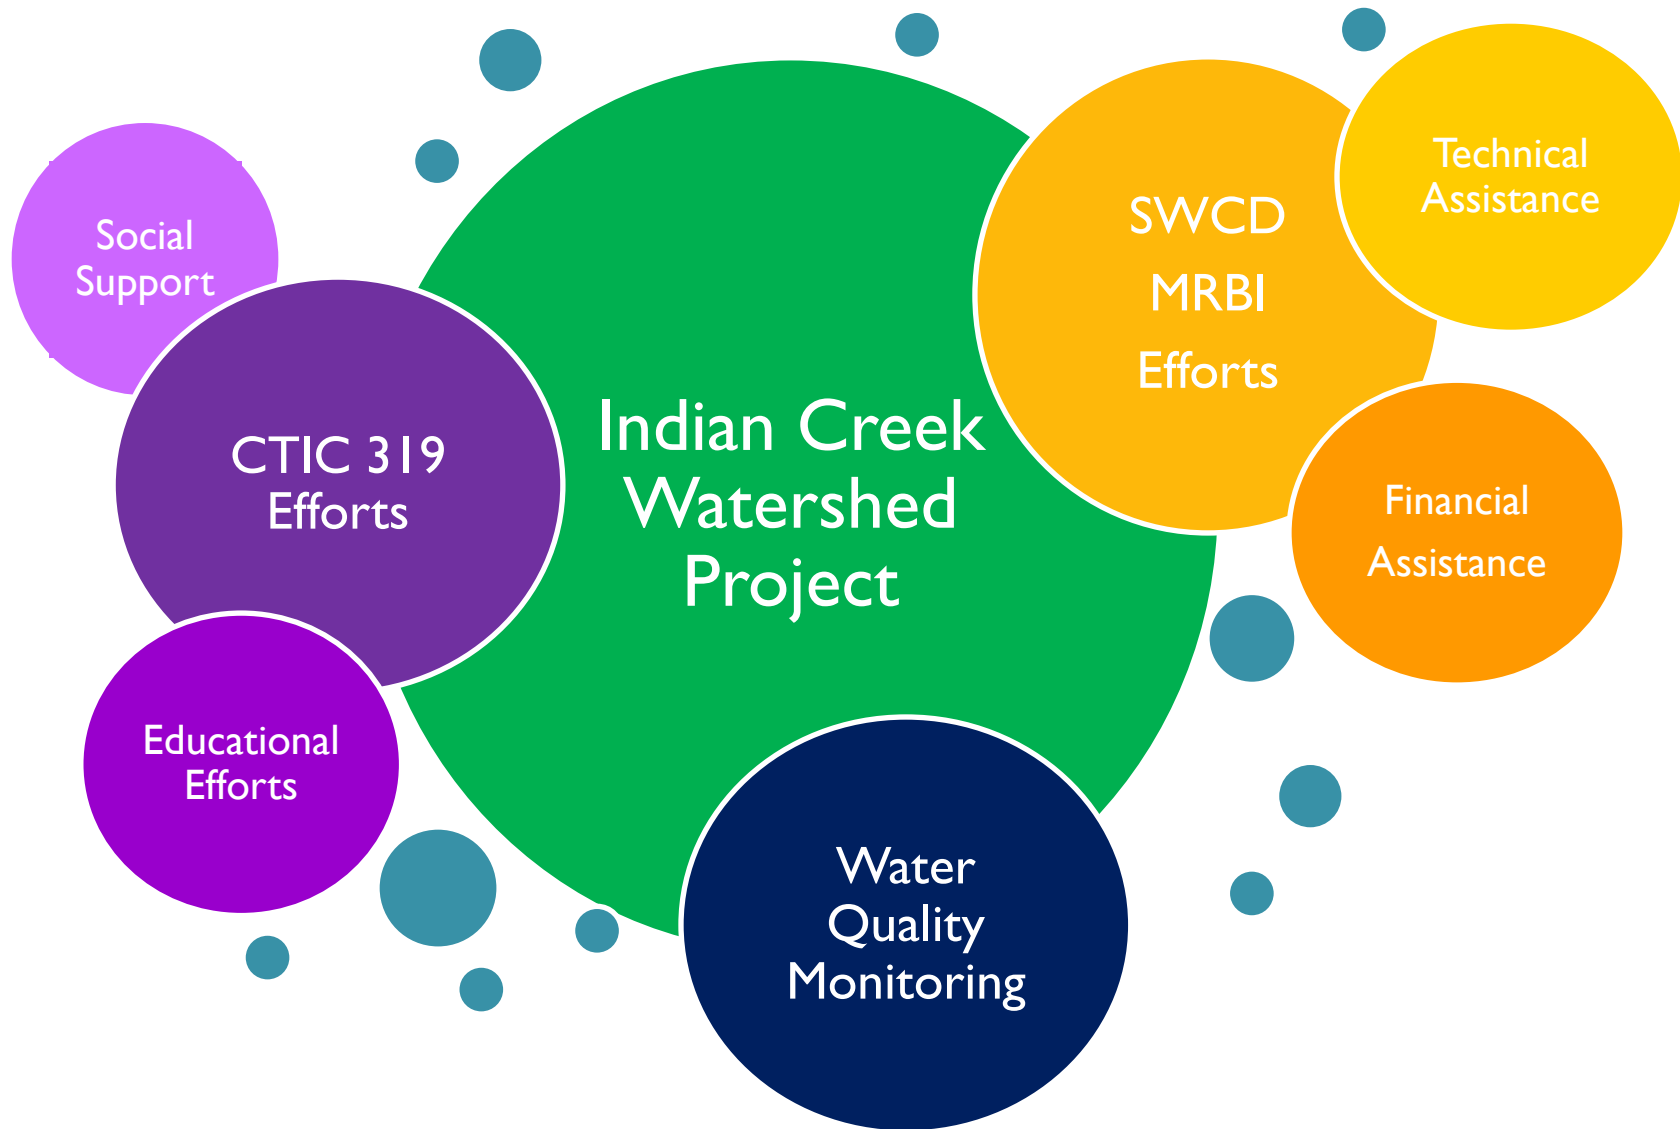 Social
Support
CTIC 319
Efforts
Educational
Efforts
Indian Creek
Watershed
Project
SWCD
MRBI
Efforts
Technical
Assistance
Financial
Assistance
Water
Quality
Monitoring